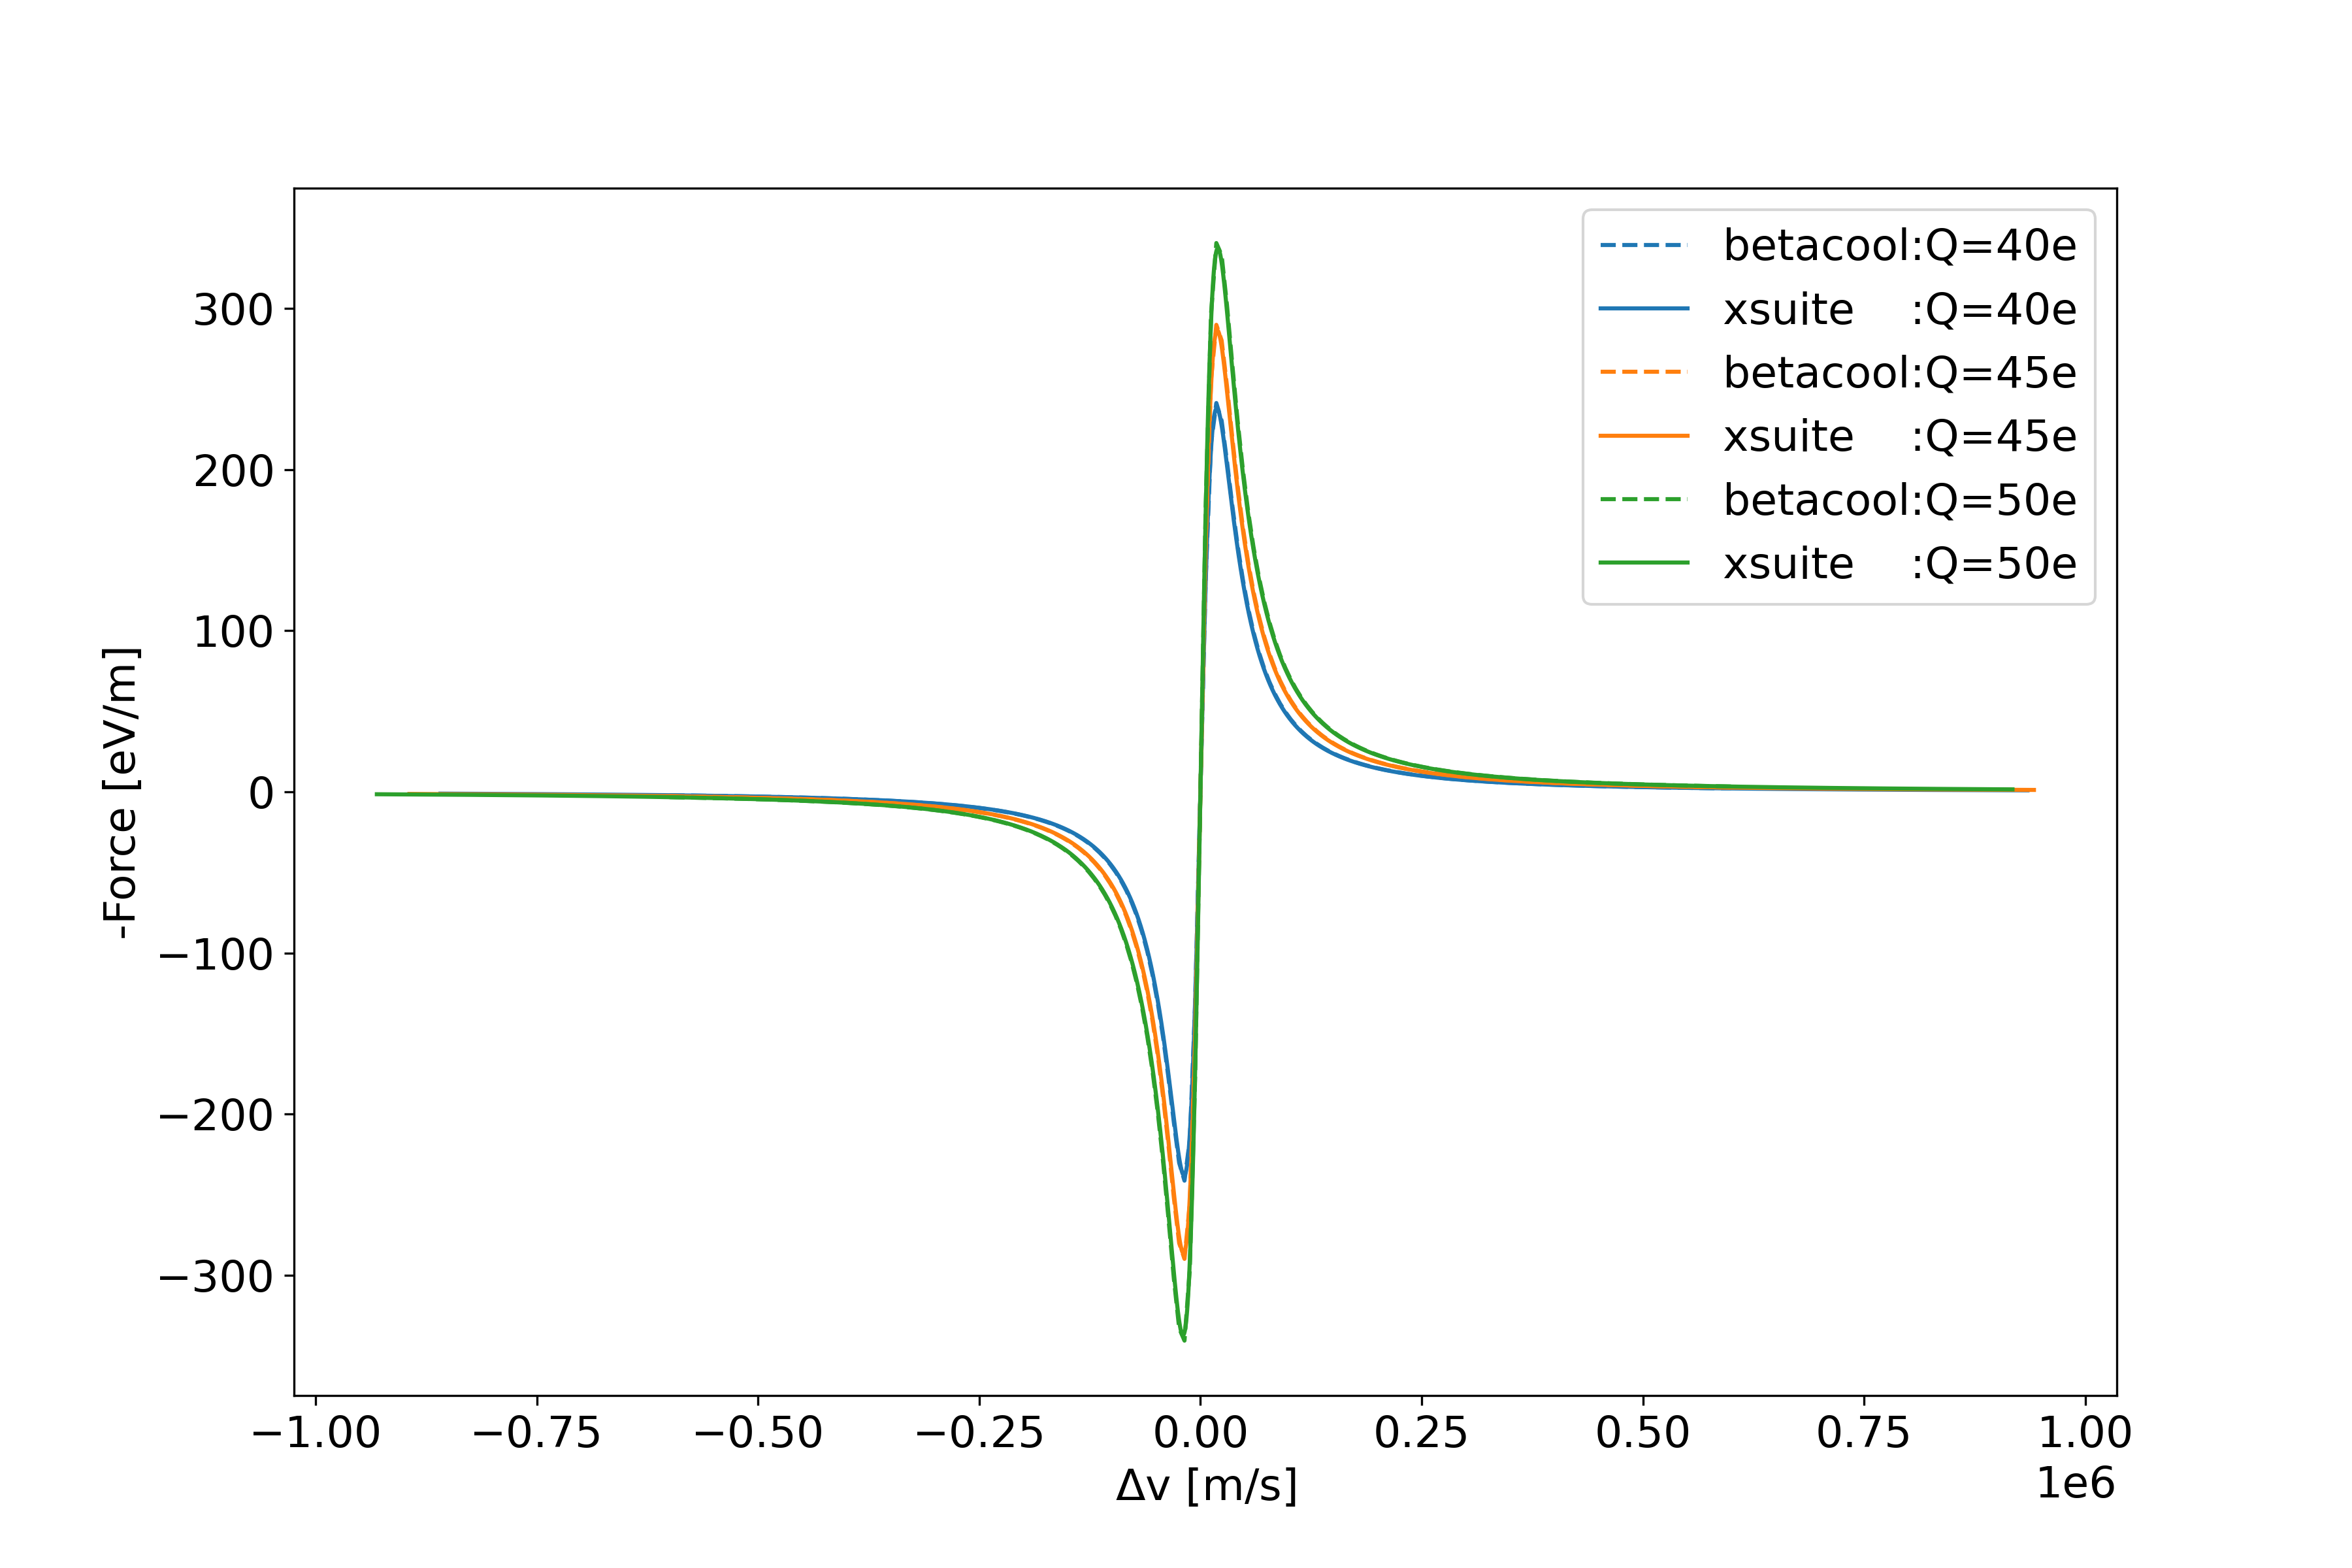 betacool:Q=40e
xsuite    :Q=40e
betacool:Q=45e
xsuite    :Q=45e
betacool:Q=50e
xsuite    :Q=50e
300
200
100
0
−100
−200
−300
-Force [eV/m]
−1.00 −0.75 −0.50 −0.25 0.00 0.25 0.50 0.75 1.00
Δv [m/s]
1e6